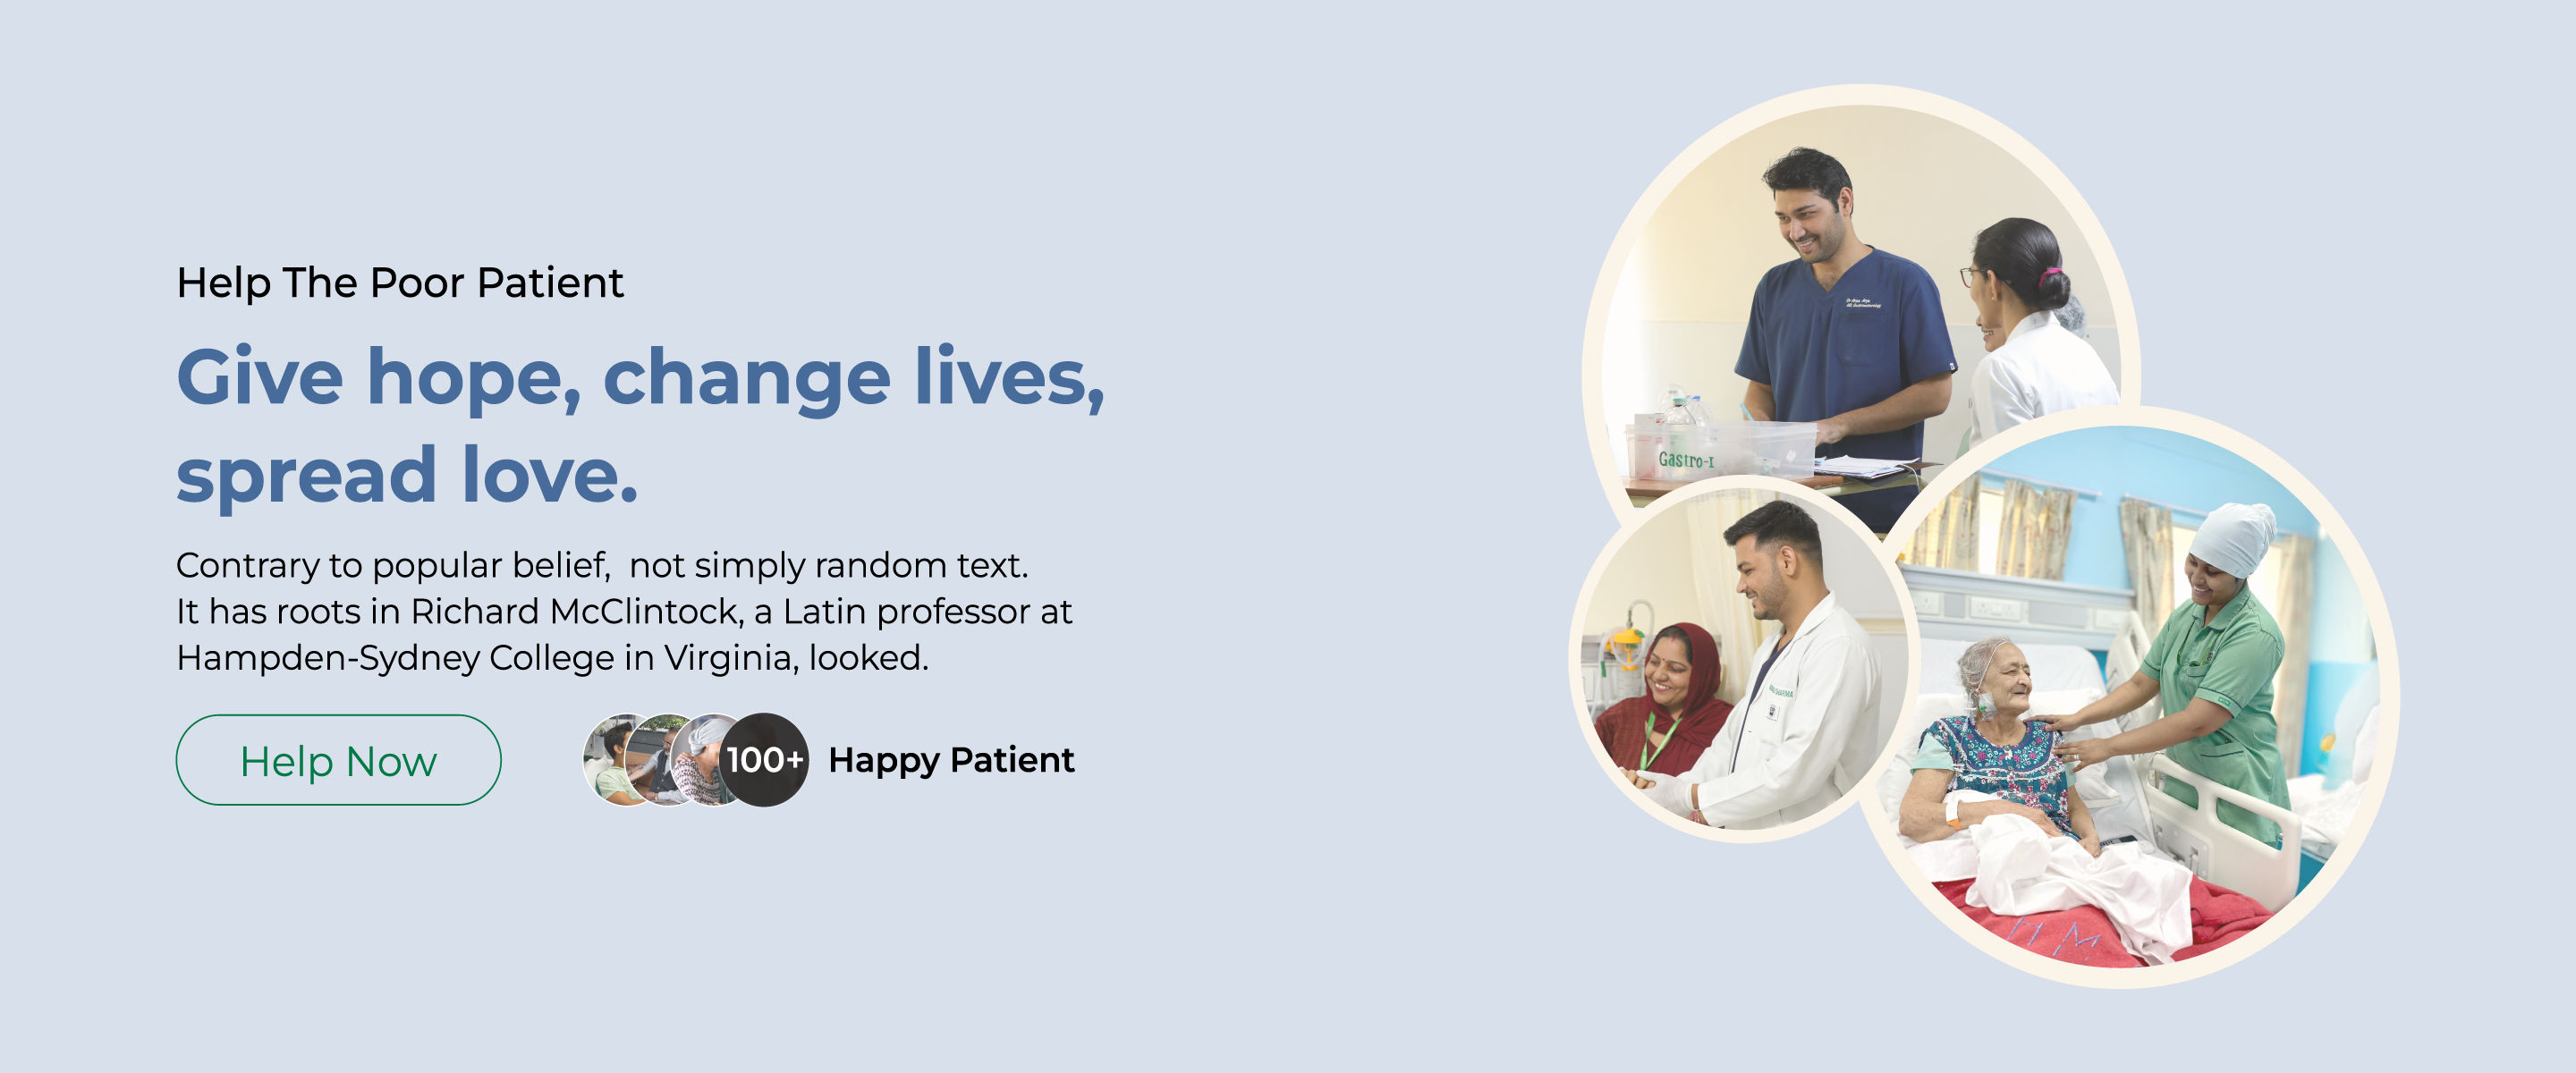 Help The Poor Patient
Give hope, change lives,
spread love.
Contrary to popular belief,  not simply random text.
It has roots in Richard McClintock, a Latin professor at
Hampden-Sydney College in Virginia, looked.
Help Now
100+ Happy Patient
Gastro-I